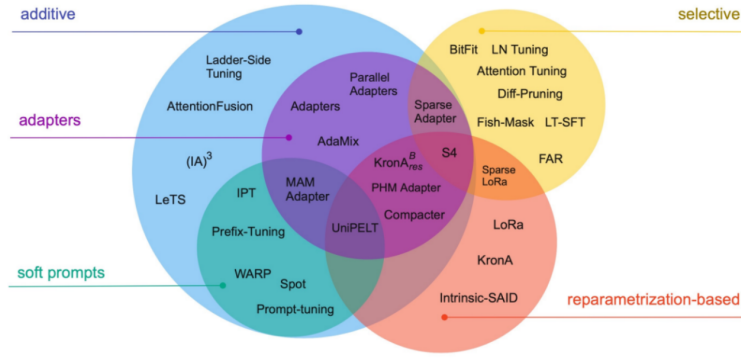 additive
selective
Ladder-Side
Tuning
BitFit LN Tuning
Attention Tuning
Diff-Pruning
Parallel
Adapters
Adapters
AttentionFusion
Sparse
Adapter
Fish-Mask LT-SFT
adapters
AdaMix
S4
FAR
(IA)³
KronA^B_res
Sparse
LoRa
MAM
Adapter
PHM Adapter
IPT
LeTS
Compacter
UniPELT
LoRa
Prefix-Tuning
KronA
WARP
Spot
soft prompts
Prompt-tuning
Intrinsic-SAID
reparametrization-based